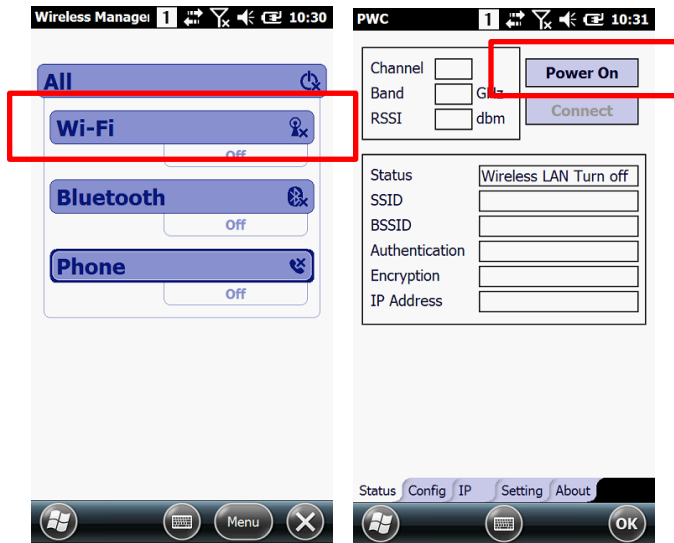 Wireless Manager 1 10:30
All
Wi-Fi
Off
Bluetooth
Off
Phone
Off
Menu
PWC 1 10:31
Channel
Power On
Band GHz
RSSI dbm
Connect
Status Wireless LAN Turn off
SSID
BSSID
Authentication
Encryption
IP Address
Status Config IP Setting About
OK